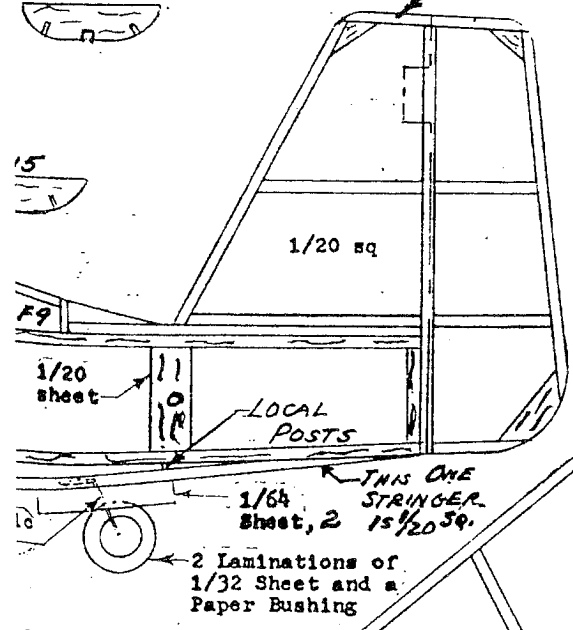 15
1/20 sq
F9
1/20
sheet
LOCAL
POSTS
THIS ONE
STRINGER
IS 1/20 SQ.
1/64
Sheet, 2
2 Laminations of
1/32 Sheet and a
Paper Bushing